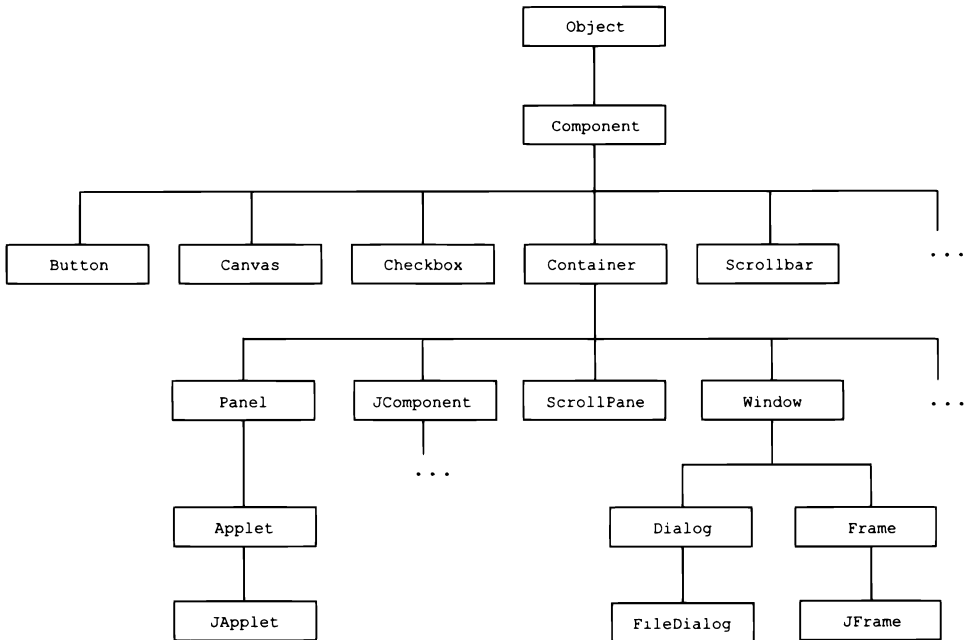 Object
Component
Button Canvas Checkbox Container Scrollbar ...
Panel JComponent ScrollPane Window ...
...
Applet Dialog Frame
JApplet FileDialog JFrame